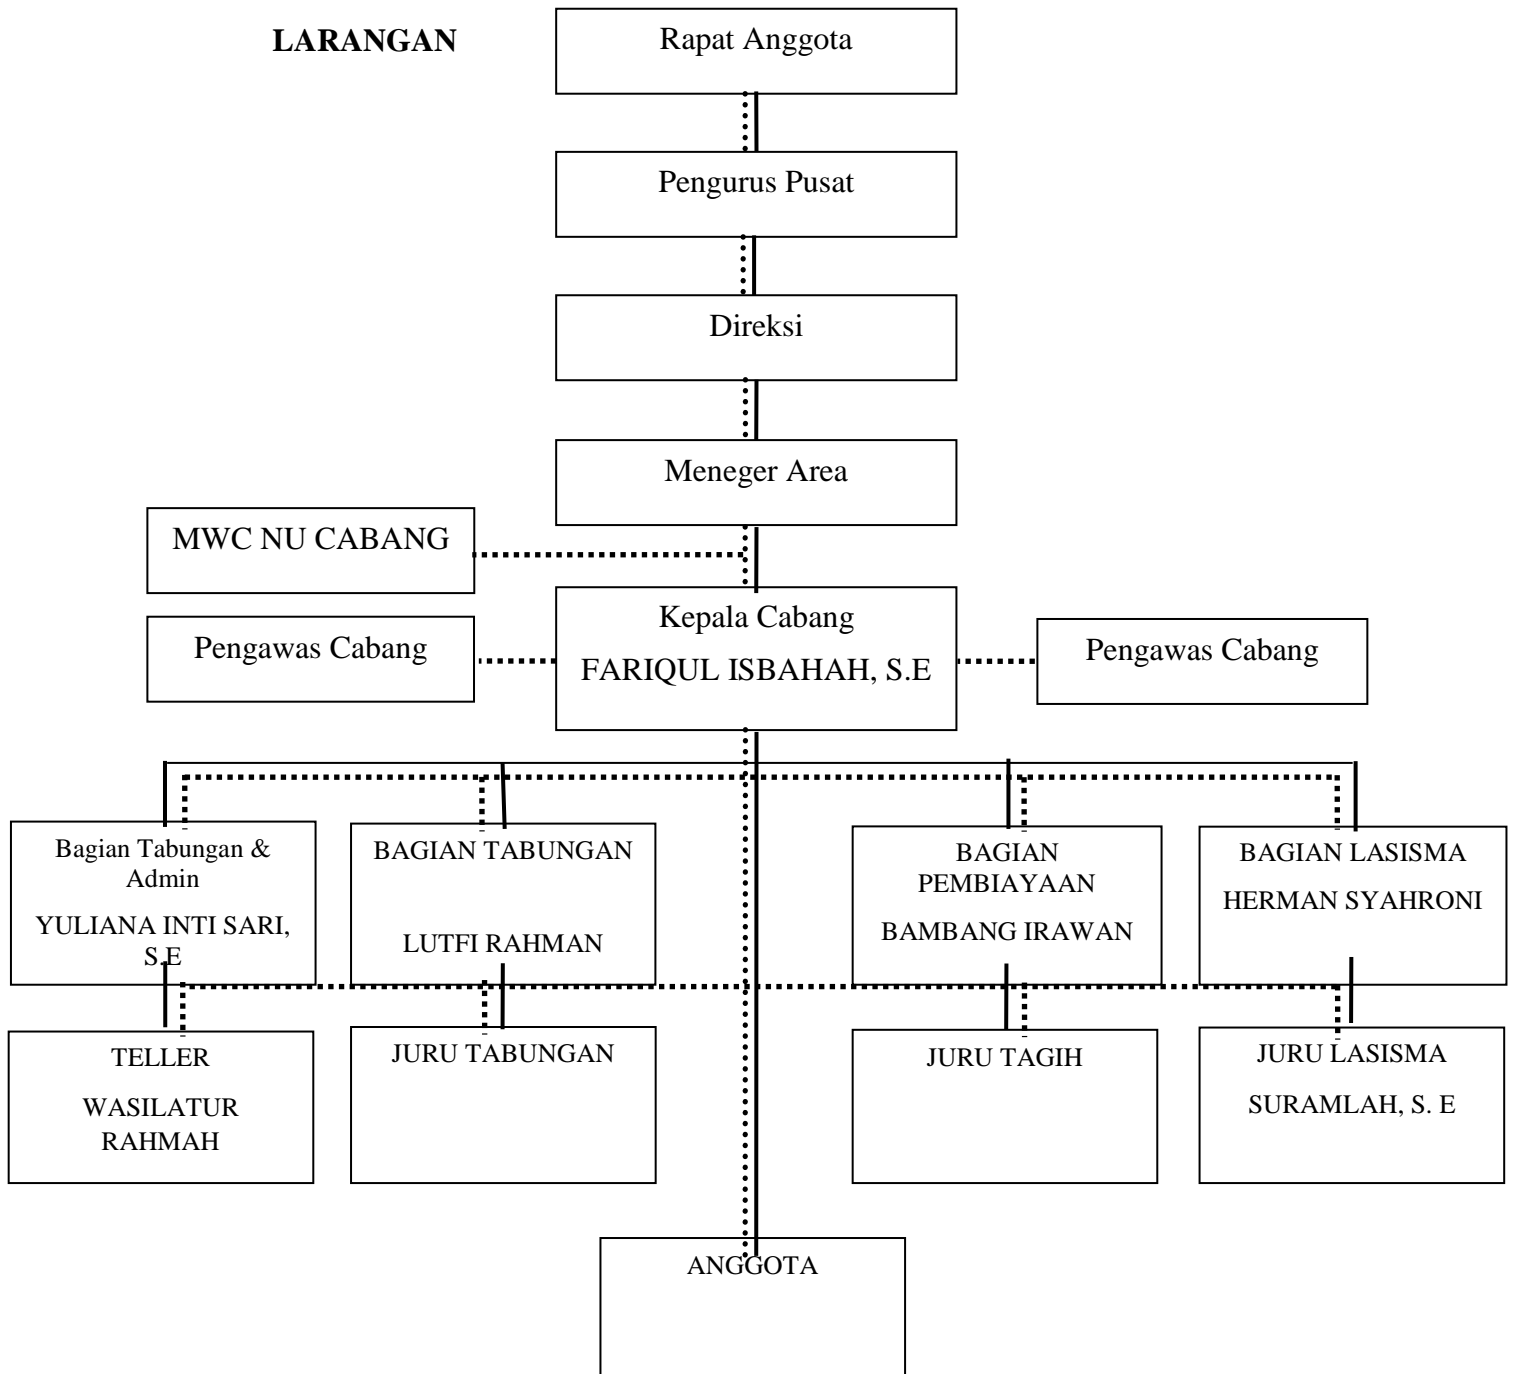 LARANGAN
Rapat Anggota
Pengurus Pusat
Direksi
Meneger Area
MWC NU CABANG
Kepala Cabang
FARIQUL ISBAHAH, S.E
Pengawas Cabang
Pengawas Cabang
Bagian Tabungan &
Admin
YULIANA INTI SARI,
S.E
BAGIAN TABUNGAN
LUTFI RAHMAN
BAGIAN
PEMBIAYAAN
BAMBANG IRAWAN
BAGIAN LASISMA
HERMAN SYAHRONI
TELLER
WASILATUR
RAHMAH
JURU TABUNGAN
JURU TAGIH
JURU LASISMA
SURAMLAH, S. E
ANGGOTA